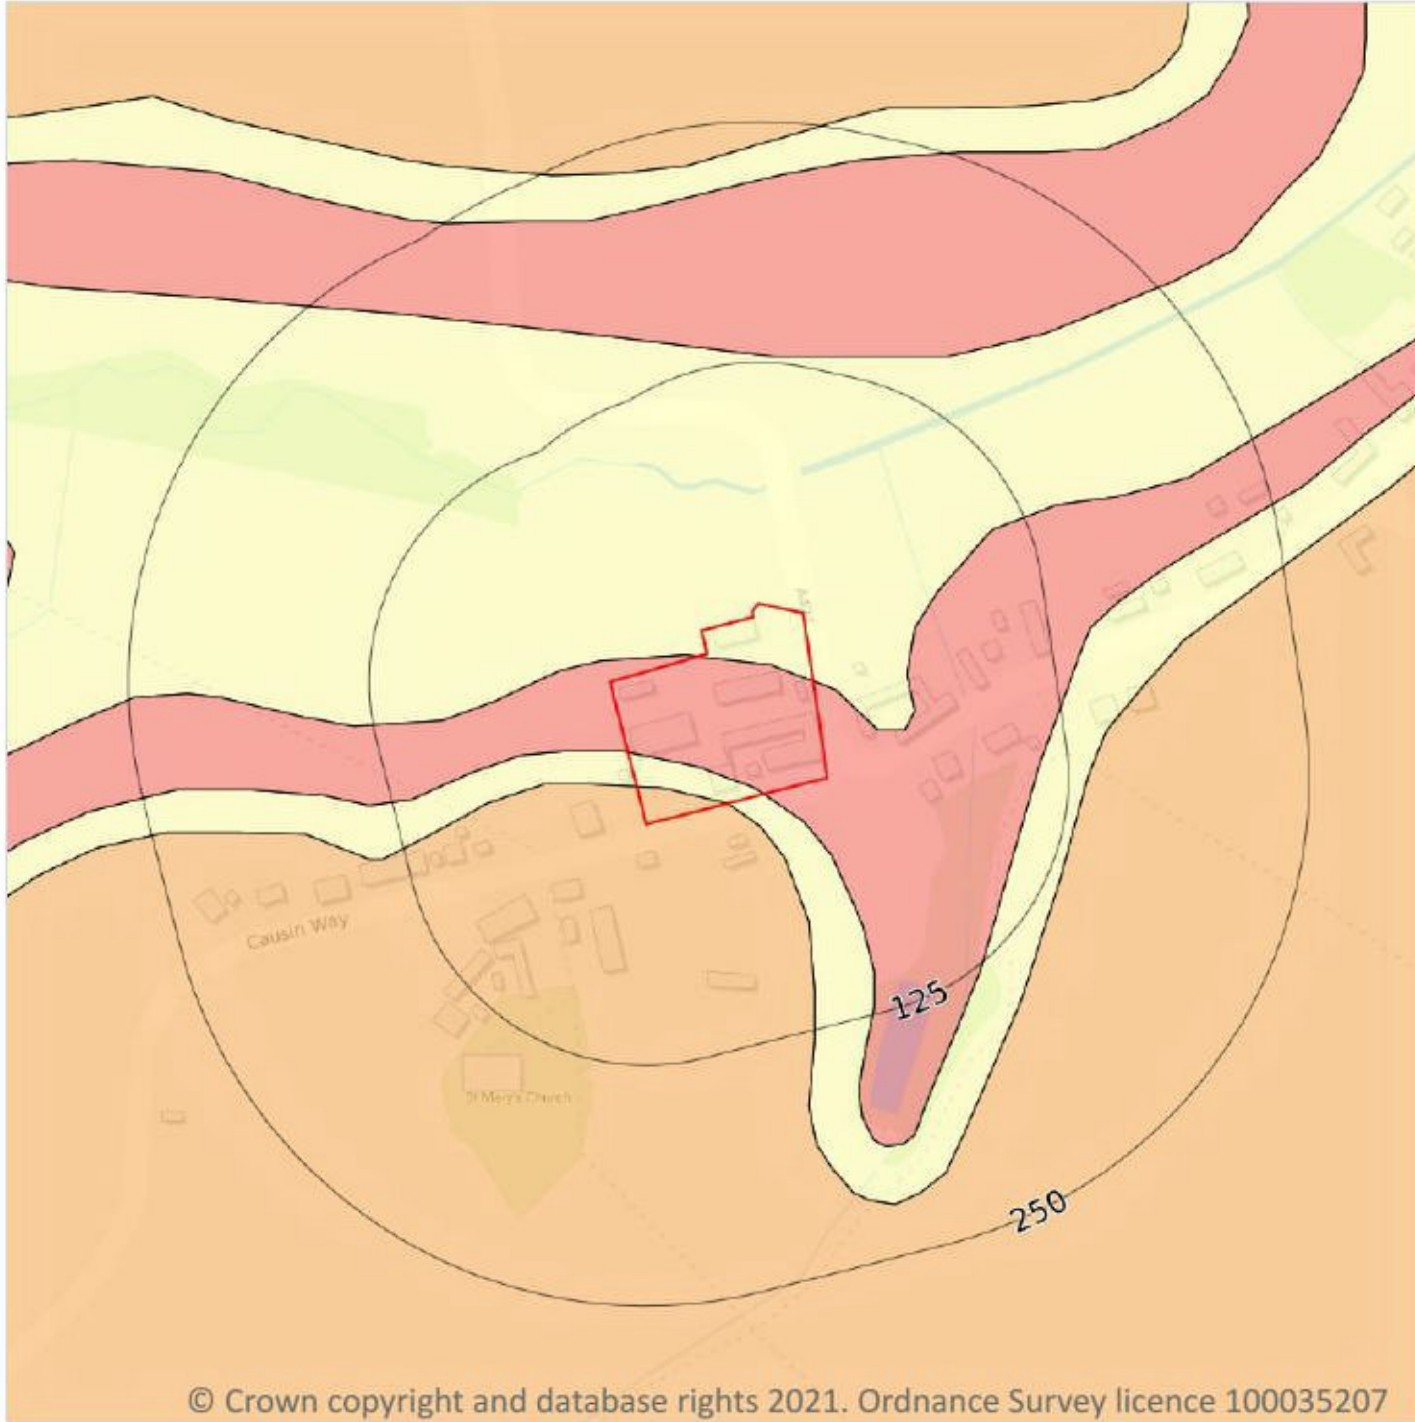 Causin Way
125
St Mary's Church
250
© Crown copyright and database rights 2021. Ordnance Survey licence 100035207